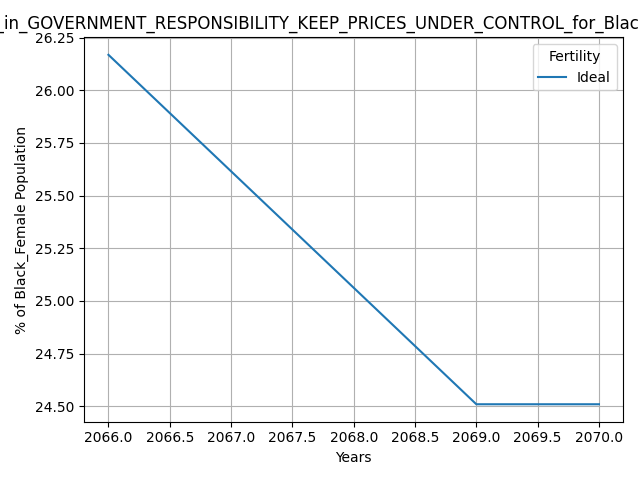 _in_GOVERNMENT_RESPONSIBILITY_KEEP_PRICES_UNDER_CONTROL_for_Blac
Fertility
Ideal
% of Black_Female Population
26.25
26.00
25.75
25.50
25.25
25.00
24.75
24.50
2066.0 2066.5 2067.0 2067.5 2068.0 2068.5 2069.0 2069.5 2070.0
Years